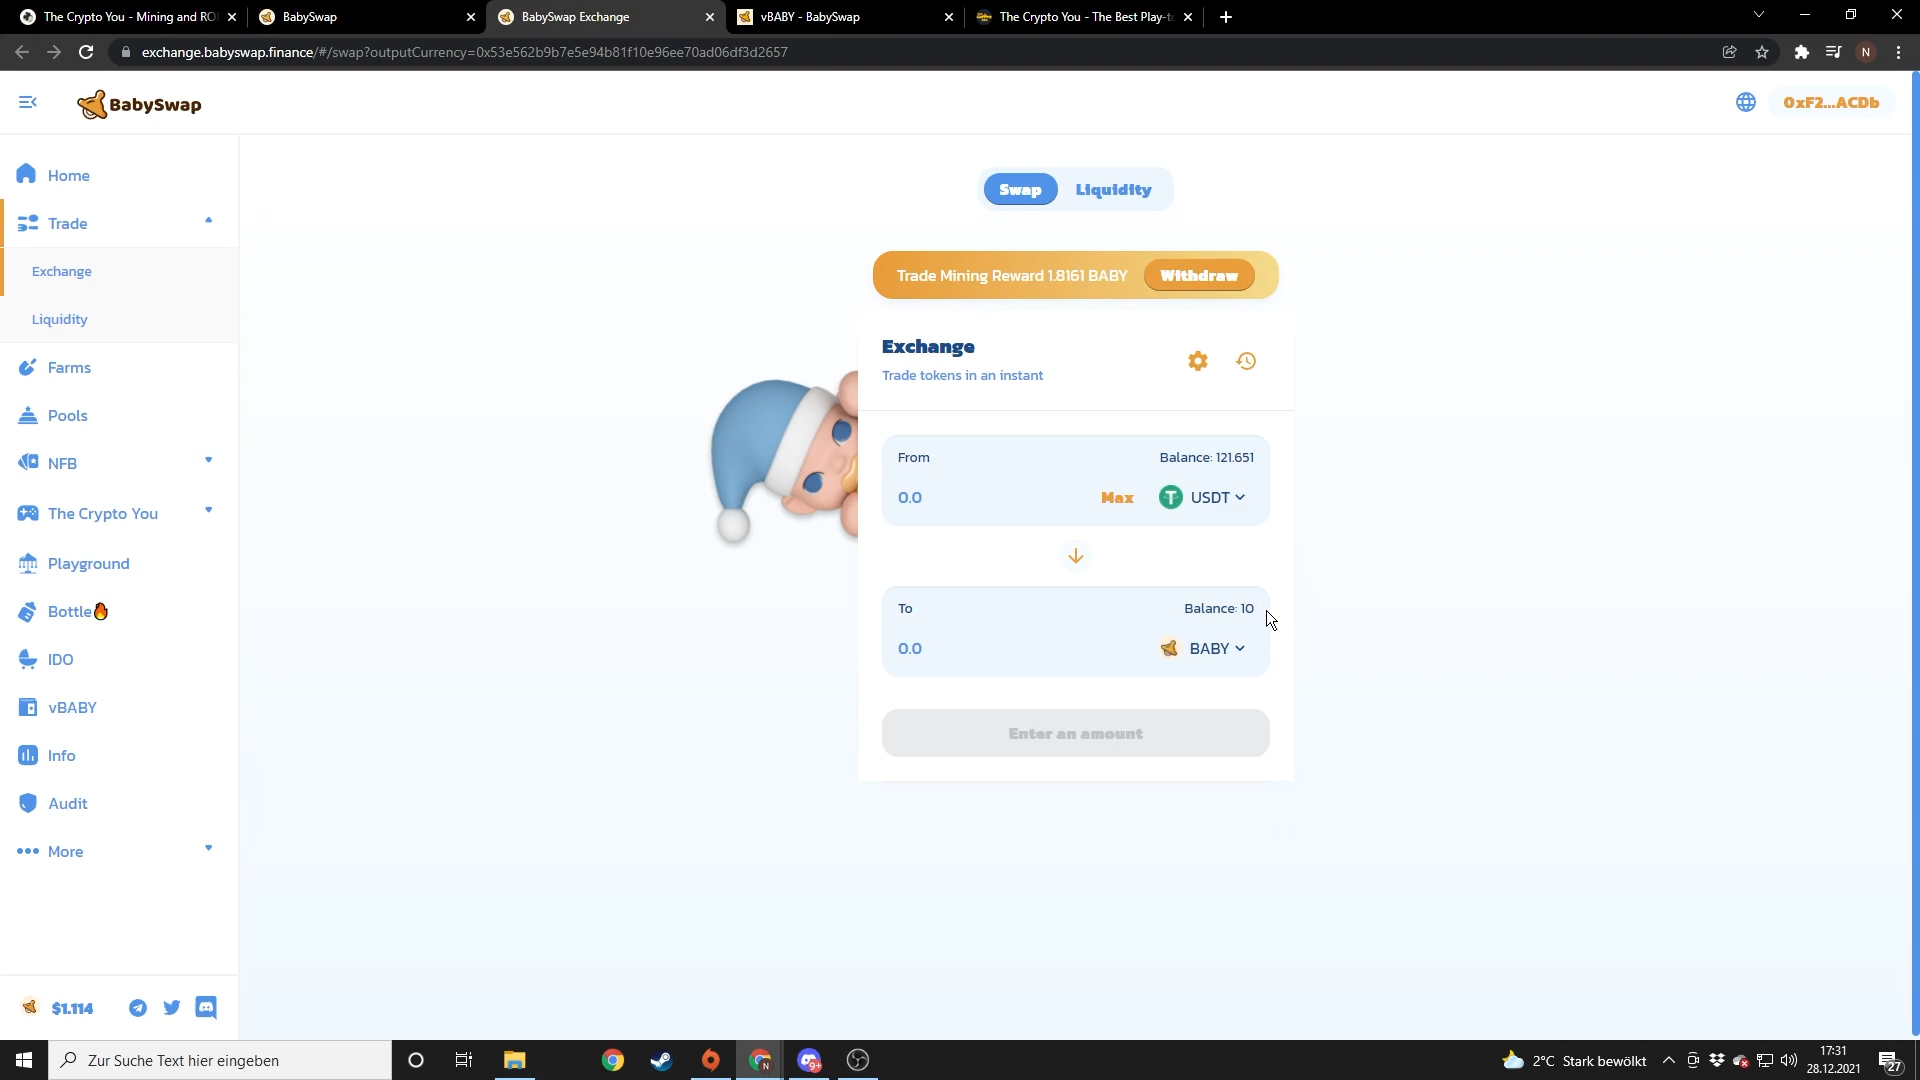 The Crypto You - Mining and ROI
BabySwap
BabySwap Exchange
vBABY - BabySwap
The Crypto You - The Best Play-to
exchange.babyswap.finance/#/swap?outputCurrency=0x53e562b9b7e5e94b81f10e96ee70ad06df3d2657
N
BabySwap
0xF2...ACDb
Home
Trade
Exchange
Liquidity
Farms
Pools
NFB
The Crypto You
Playground
Bottle
IDO
vBABY
Info
Audit
More
$1.114
Swap
Liquidity
Trade Mining Reward 1.8161 BABY
Withdraw
Exchange
Trade tokens in an instant
From
Balance: 121.651
0.0
Max
USDT
To
Balance: 10
0.0
BABY
Enter an amount
Zur Suche Text hier eingeben
N
9+
2°C Stark bewölkt
17:31
28.12.2021
27